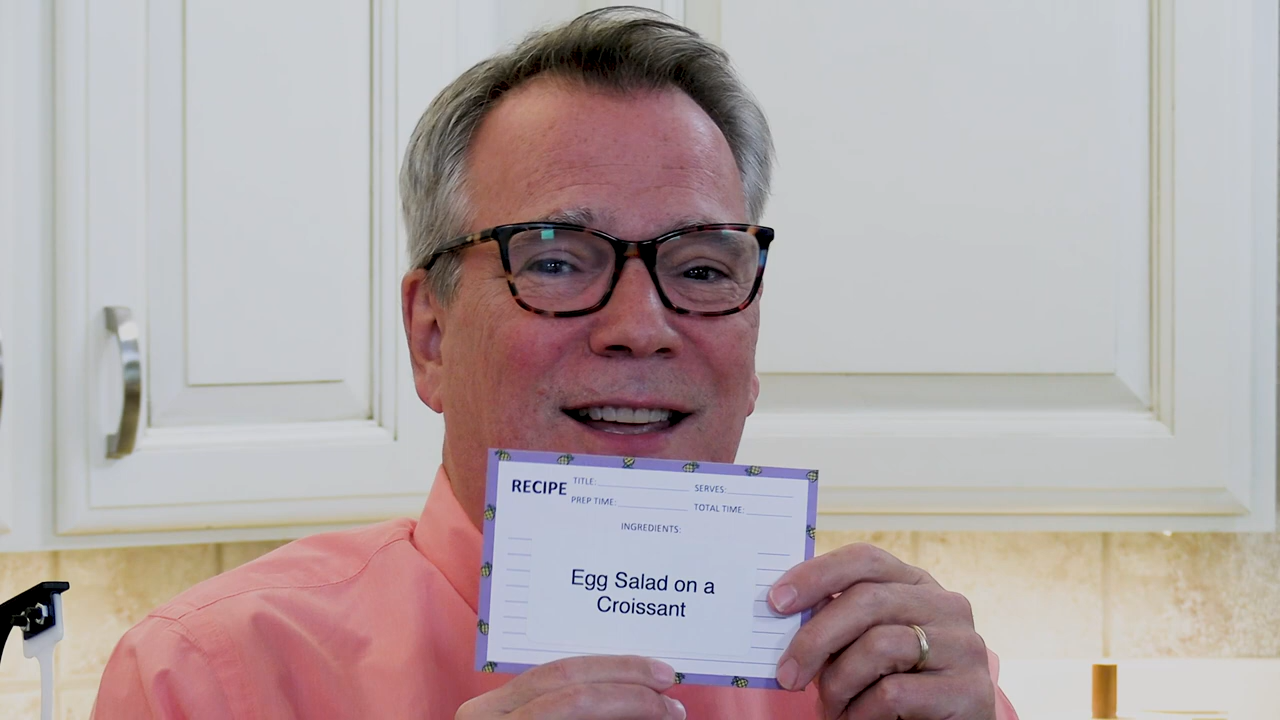 RECIPE TITLE: SERVES:
PREP TIME: TOTAL TIME:
INGREDIENTS:
Egg Salad on a
Croissant